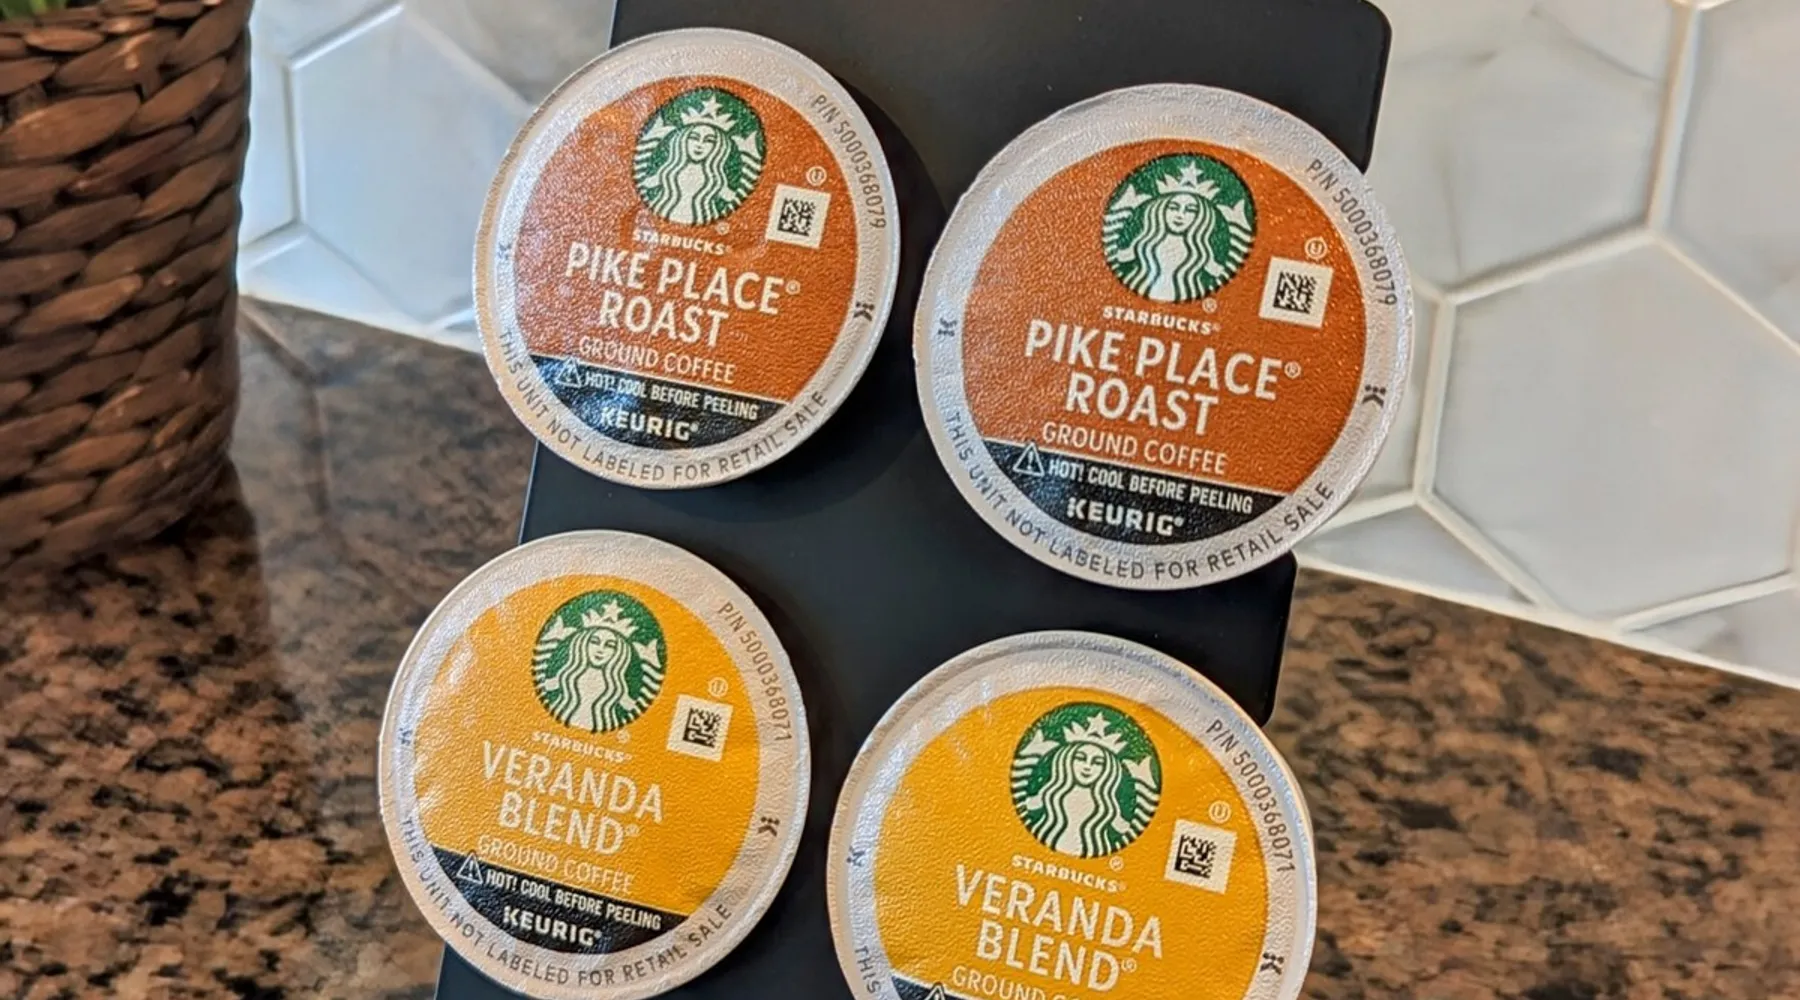 P/N 5000368079
STARBUCKS®
PIKE PLACE®
ROAST
GROUND COFFEE
HOT! COOL BEFORE PEELING
KEURIG®
THIS UNIT NOT LABELED FOR RETAIL SALE
P/N 5000368079
STARBUCKS®
PIKE PLACE®
ROAST
GROUND COFFEE
HOT! COOL BEFORE PEELING
KEURIG®
THIS UNIT NOT LABELED FOR RETAIL SALE
P/N 5000368071
STARBUCKS®
VERANDA
BLEND®
GROUND COFFEE
HOT! COOL BEFORE PEELING
KEURIG®
THIS UNIT NOT LABELED FOR RETAIL SALE
P/N 5000368071
STARBUCKS®
VERANDA
BLEND®
GROUND
THIS